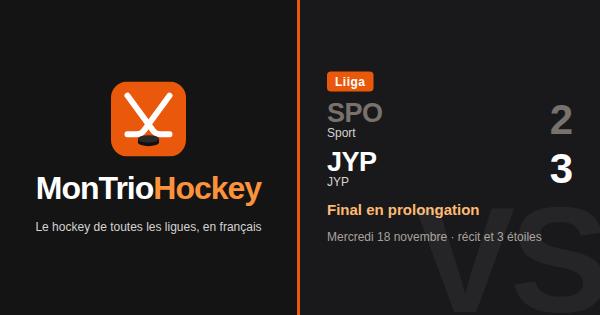 MonTrioHockey
Le hockey de toutes les ligues, en français
Liiga
SPO 2
Sport
JYP 3
JYP
Final en prolongation
Mercredi 18 novembre · récit et 3 étoiles
VS